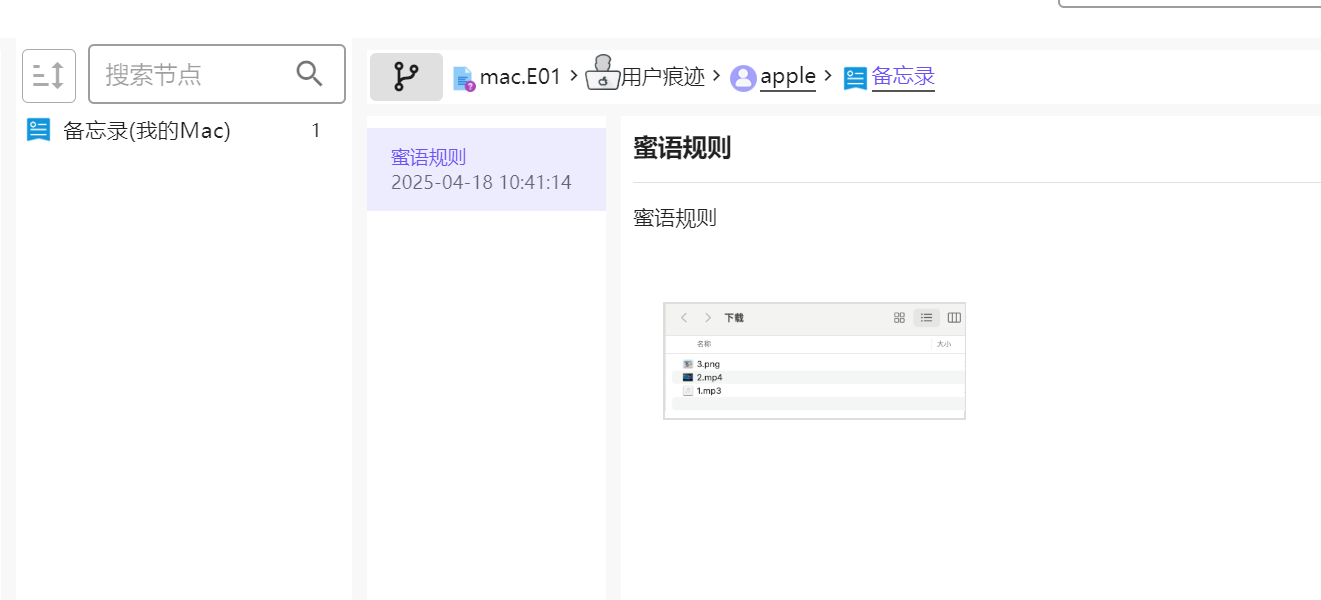 搜索节点
mac.E01 › 用户痕迹 › apple › 备忘录
备忘录(我的Mac) 1
蜜语规则
2025-04-18 10:41:14
蜜语规则
蜜语规则
下载
名称 大小
3.png
2.mp4
1.mp3